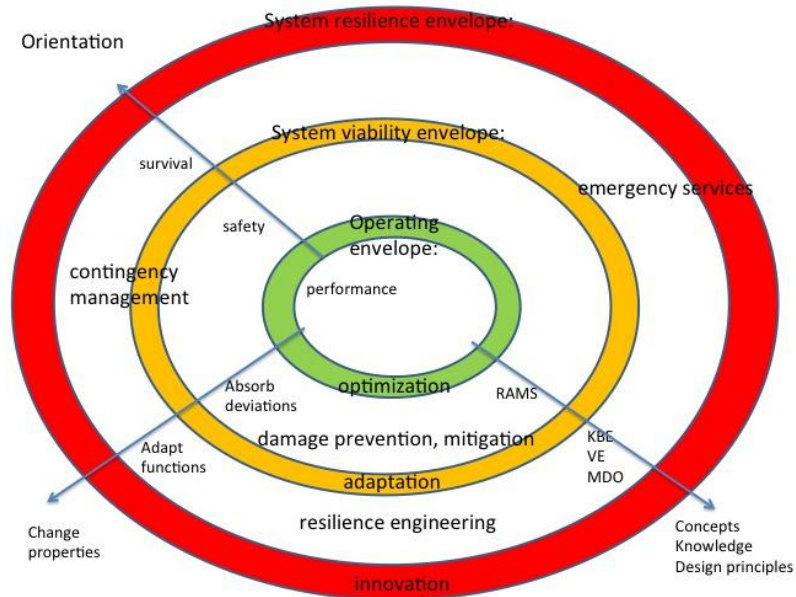 System resilience envelope:
Orientation
System viability envelope:
survival
emergency services
safety
Operating
envelope:
contingency
management
performance
Absorb
deviations
optimization
RAMS
damage prevention, mitigation
KBE
VE
MDO
Adapt
functions
adaptation
resilience engineering
Change
properties
Concepts
Knowledge
Design principles
innovation